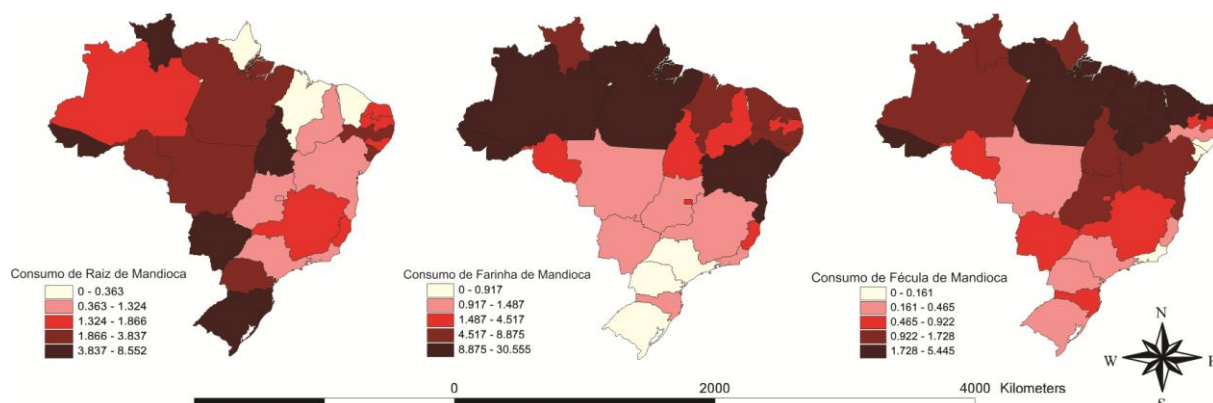 Consumo de Raiz de Mandioca
0 - 0.363
0.363 - 1.324
1.324 - 1.866
1.866 - 3.837
3.837 - 8.552
Consumo de Farinha de Mandioca
0 - 0.917
0.917 - 1.487
1.487 - 4.517
4.517 - 8.875
8.875 - 30.555
Consumo de Fécula de Mandioca
0 - 0.161
0.161 - 0.465
0.465 - 0.922
0.922 - 1.728
1.728 - 5.445
N
W E
S
0 2000 4000 Kilometers